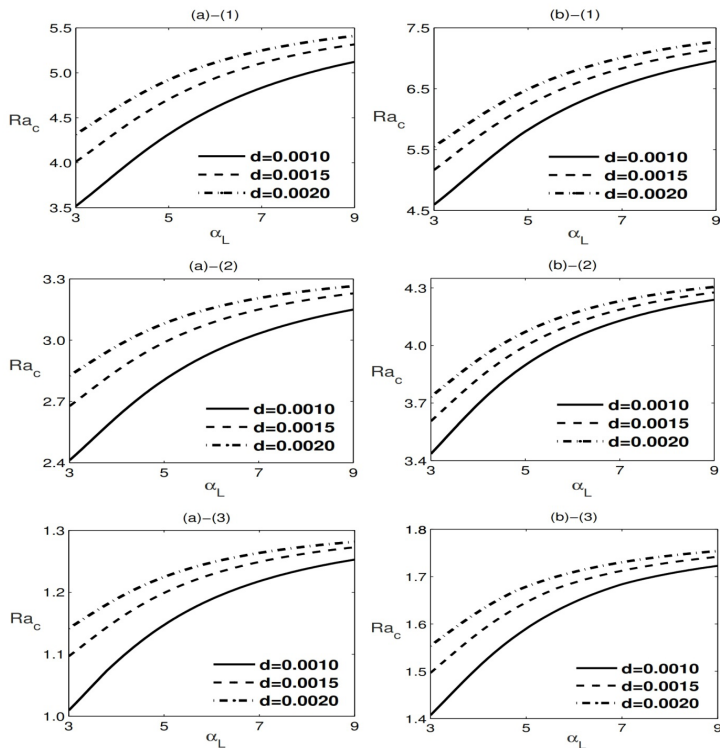 (a)−(1)
5.5
5.0
Ra_c
4.5
4.0
3.5
d=0.0010
d=0.0015
d=0.0020
3 5 7 9
α_L
(b)−(1)
7.5
6.5
Ra_c
5.5
4.5
d=0.0010
d=0.0015
d=0.0020
3 5 7 9
α_L
(a)−(2)
3.3
3.0
Ra_c
2.7
2.4
d=0.0010
d=0.0015
d=0.0020
3 5 7 9
α_L
(b)−(2)
4.3
4.0
Ra_c
3.7
3.4
d=0.0010
d=0.0015
d=0.0020
3 5 7 9
α_L
(a)−(3)
1.3
1.2
Ra_c
1.1
1.0
d=0.0010
d=0.0015
d=0.0020
3 5 7 9
α_L
(b)−(3)
1.8
1.7
Ra_c
1.6
1.5
1.4
d=0.0010
d=0.0015
d=0.0020
3 5 7 9
α_L